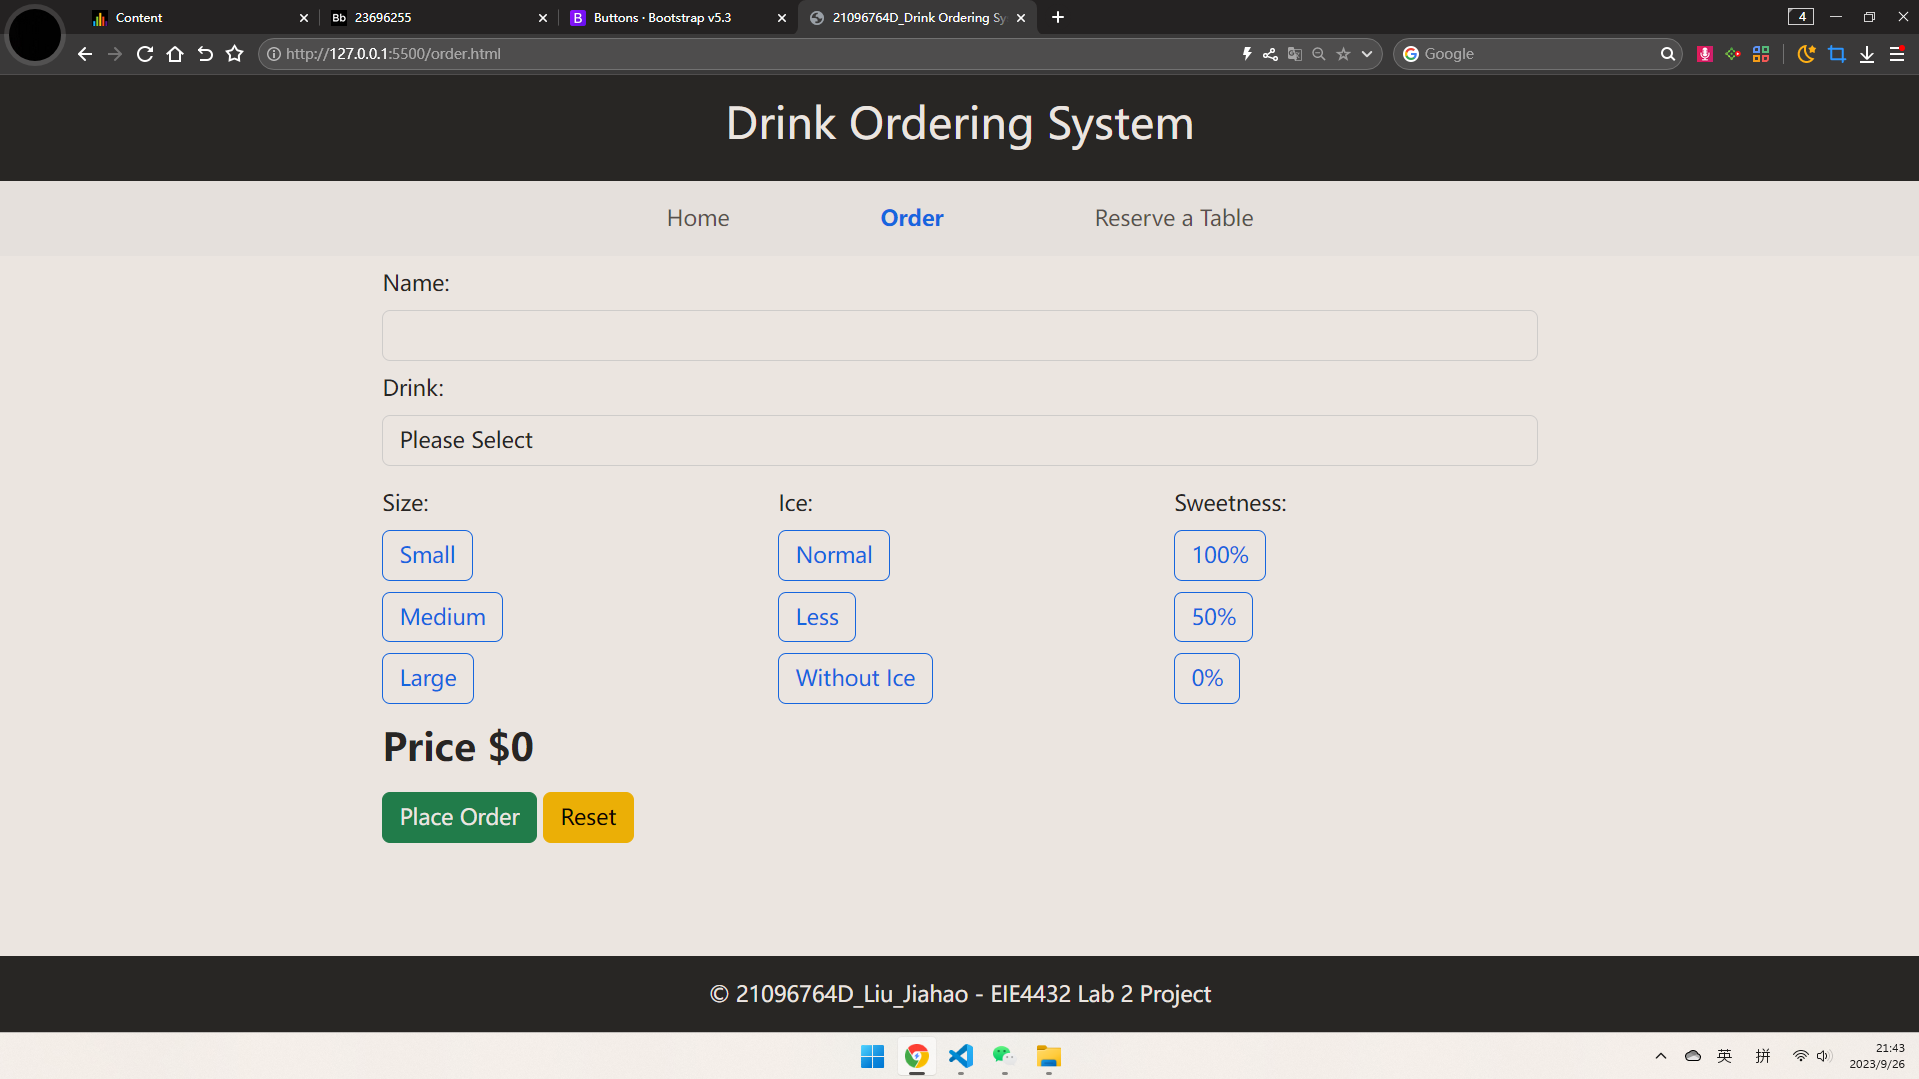 Content
23696255
Buttons · Bootstrap v5.3
21096764D_Drink Ordering Sy
4
http://127.0.0.1:5500/order.html
Google
Drink Ordering System
Home
Order
Reserve a Table
Name:
Drink:
Please Select
Size:
Ice:
Sweetness:
Small
Normal
100%
Medium
Less
50%
Large
Without Ice
0%
Price $0
Place Order
Reset
© 21096764D_Liu_Jiahao - EIE4432 Lab 2 Project
英
拼
21:43
2023/9/26